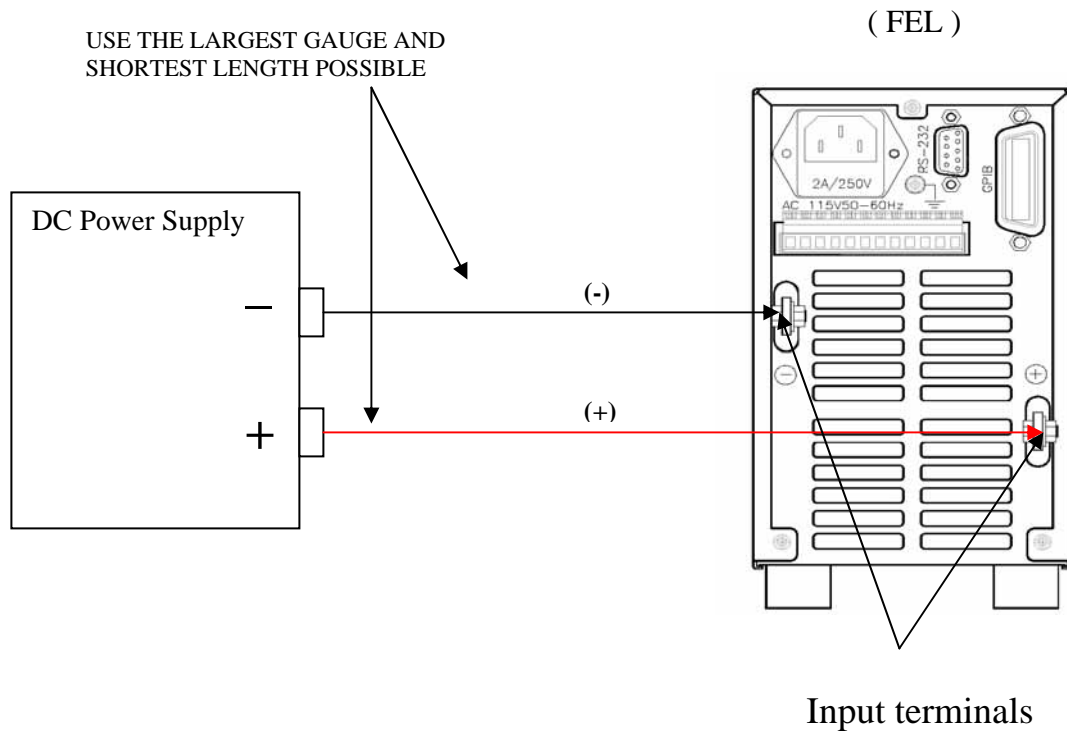 ( FEL )
USE THE LARGEST GAUGE AND
SHORTEST LENGTH POSSIBLE
RS-232
GPIB
2A/250V
AC 115V50-60Hz
DC Power Supply
−
(-)
−
+
+
(+)
Input terminals